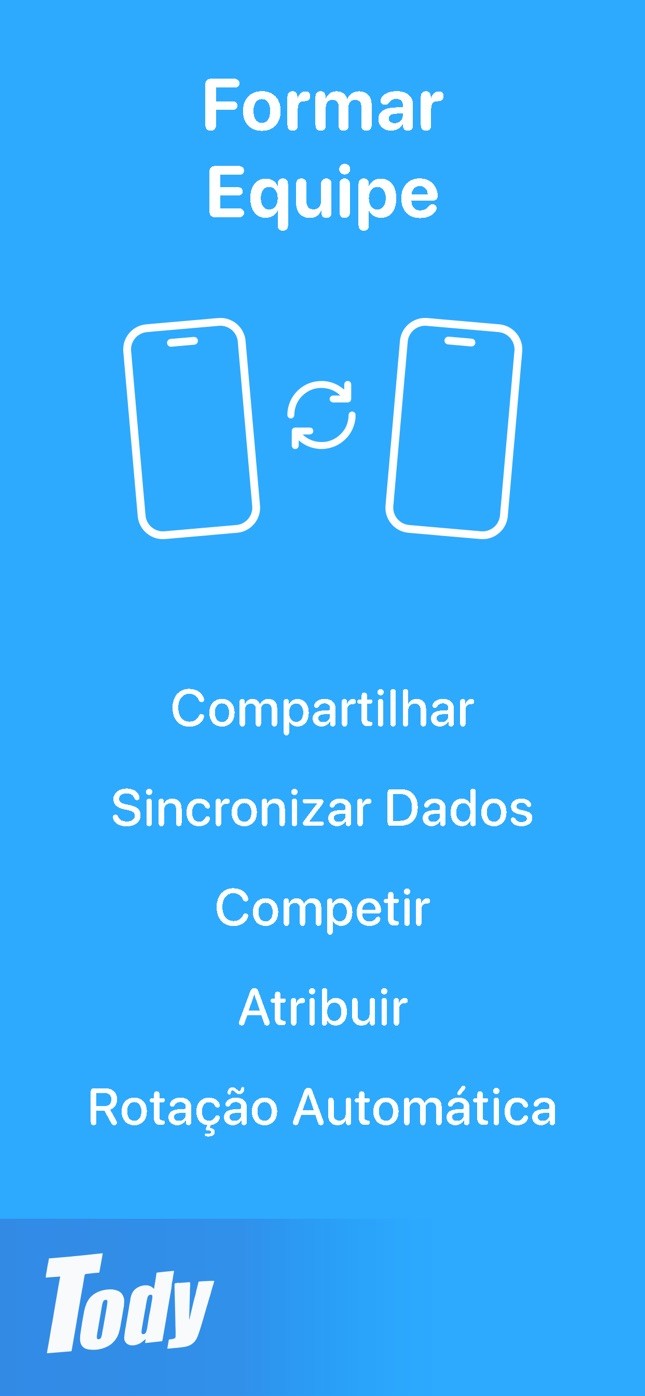 Formar
Equipe
Compartilhar
Sincronizar Dados
Competir
Atribuir
Rotação Automática
Tody